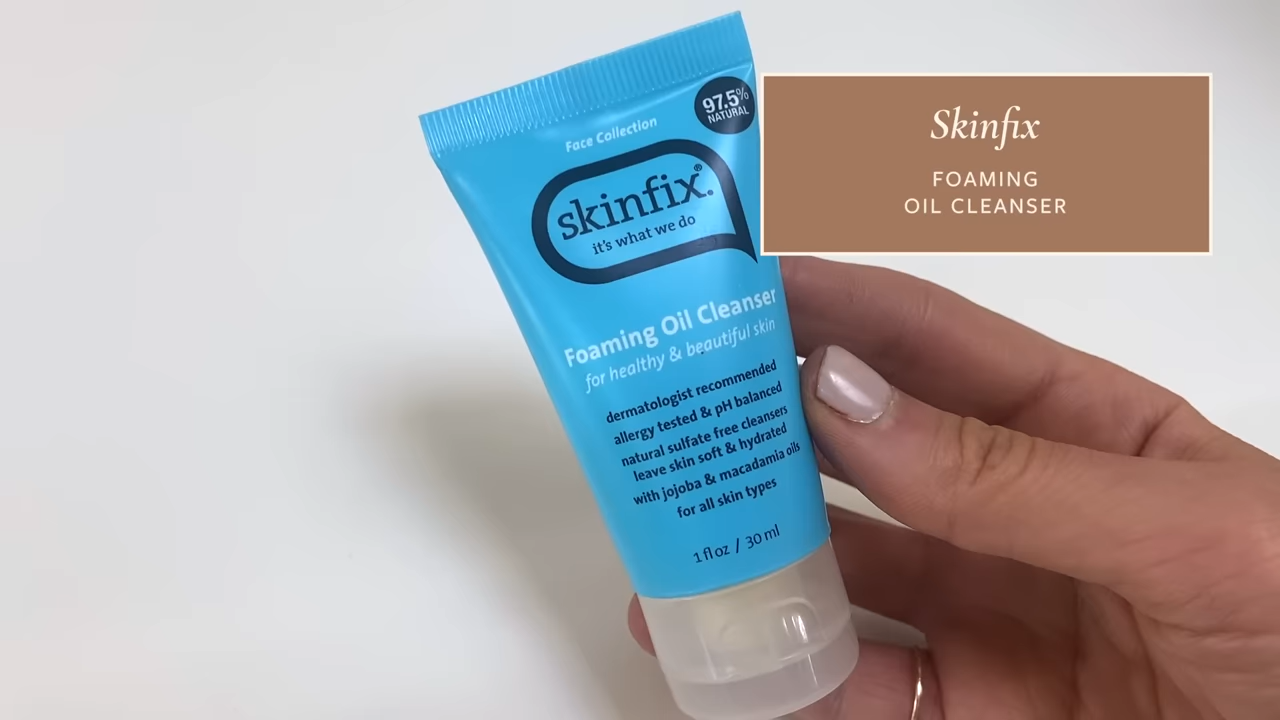 97.5%
NATURAL
Face Collection
skinfix®.
it's what we do
Foaming Oil Cleanser
for healthy & beautiful skin
dermatologist recommended
allergy tested & pH balanced
natural sulfate free cleansers
leave skin soft & hydrated
with jojoba & macadamia oils
for all skin types
1 fl oz / 30 ml
Skinfix
FOAMING
OIL CLEANSER